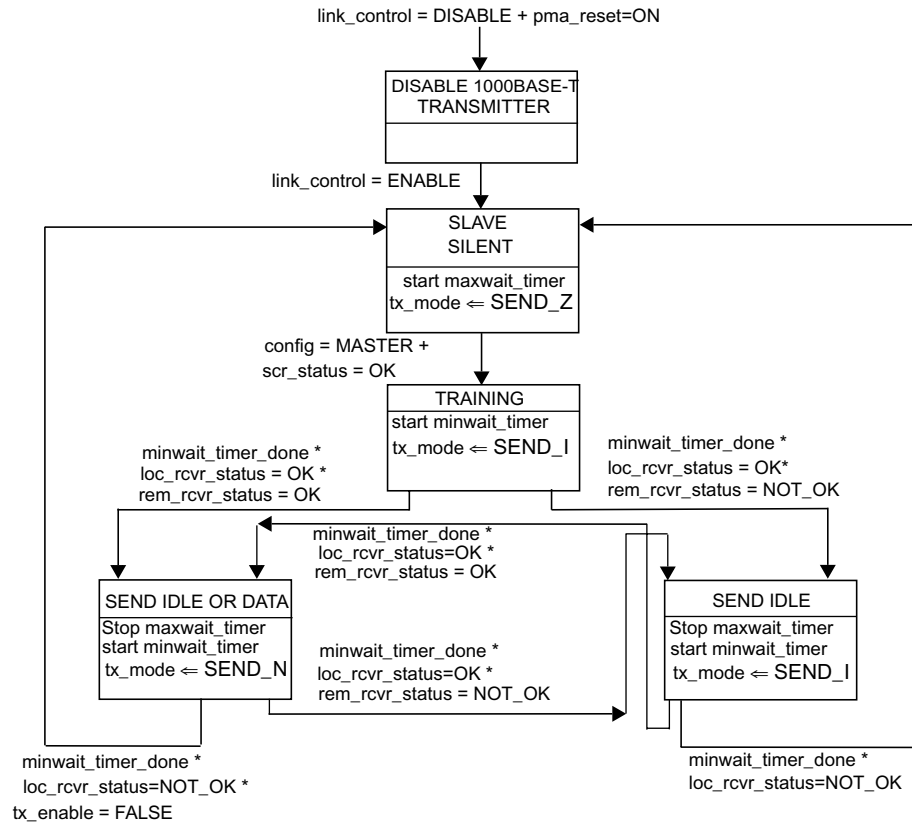 link_control = DISABLE + pma_reset=ON
DISABLE 1000BASE-T
TRANSMITTER
link_control = ENABLE
SLAVE
SILENT
start maxwait_timer
tx_mode ⇐ SEND_Z
config = MASTER +
scr_status = OK
TRAINING
start minwait_timer
tx_mode ⇐ SEND_I
minwait_timer_done *
loc_rcvr_status = OK *
rem_rcvr_status = OK
minwait_timer_done *
loc_rcvr_status = OK*
rem_rcvr_status = NOT_OK
minwait_timer_done *
loc_rcvr_status=OK *
rem_rcvr_status = OK
SEND IDLE OR DATA
Stop maxwait_timer
start minwait_timer
tx_mode ⇐ SEND_N
minwait_timer_done *
loc_rcvr_status=OK *
rem_rcvr_status = NOT_OK
SEND IDLE
Stop maxwait_timer
start minwait_timer
tx_mode ⇐ SEND_I
minwait_timer_done *
loc_rcvr_status=NOT_OK *
tx_enable = FALSE
minwait_timer_done *
loc_rcvr_status=NOT_OK